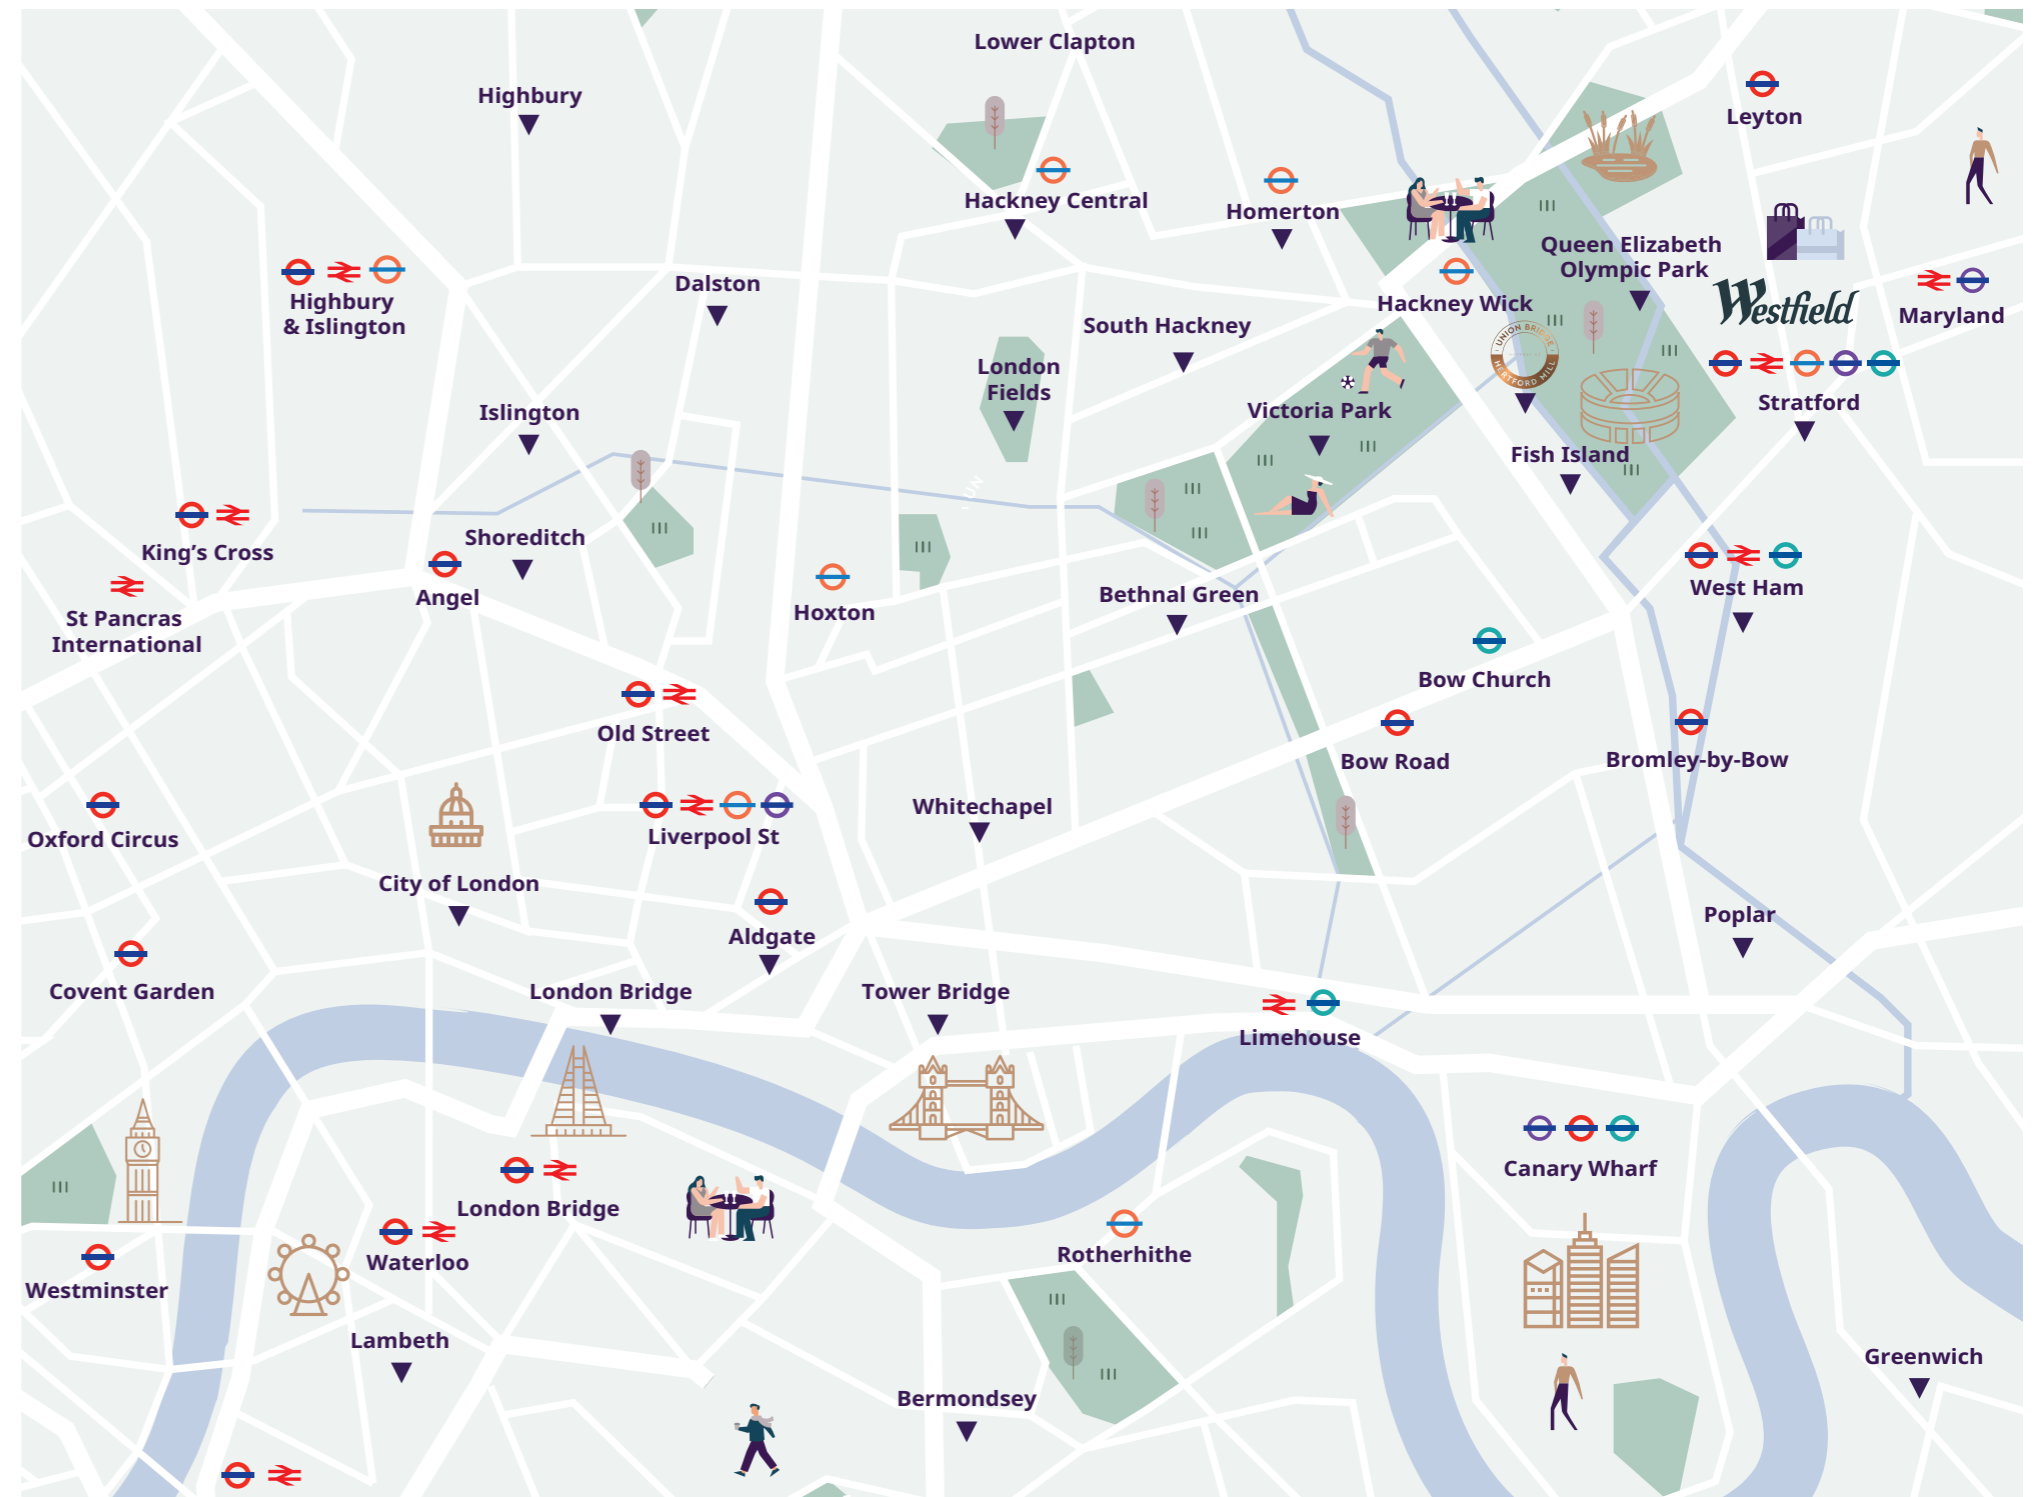 Lower Clapton
Highbury
Leyton
Hackney Central
Homerton
Queen Elizabeth
Olympic Park
Highbury
& Islington
Dalston
South Hackney
Hackney Wick
Westfield
Maryland
UNION BRIDGE
HERTFORD MILL
London
Fields
Islington
Victoria Park
Stratford
Fish Island
King's Cross
Shoreditch
St Pancras
International
Angel
Hoxton
Bethnal Green
West Ham
Bow Church
Old Street
Bow Road
Bromley-by-Bow
Oxford Circus
Liverpool St
Whitechapel
City of London
Aldgate
Poplar
Covent Garden
London Bridge
Tower Bridge
Limehouse
Canary Wharf
London Bridge
Waterloo
Rotherhithe
Westminster
Lambeth
Bermondsey
Greenwich